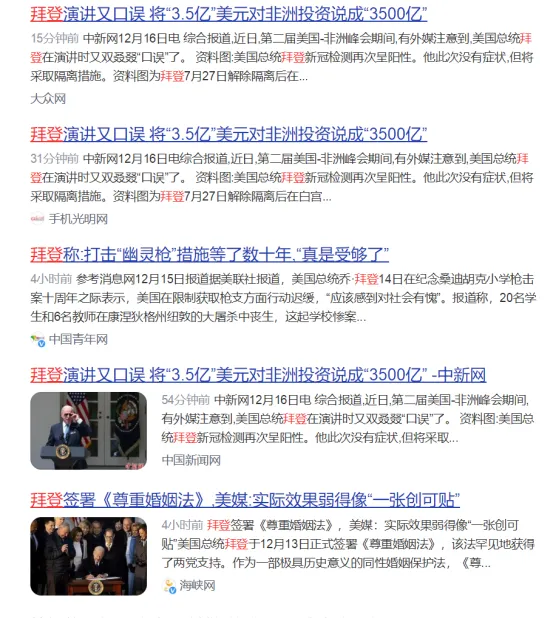 拜登演讲又口误 将“3.5亿”美元对非洲投资说成“3500亿”
15分钟前 中新网12月16日电 综合报道,近日,第二届美国-非洲峰会期间,有外媒注意到,美国总统拜
登在演讲时又双叒叕“口误”了。 资料图:美国总统拜登新冠检测再次呈阳性。他此次没有症状,但将
采取隔离措施。资料图为拜登7月27日解除隔离后在...
大众网
拜登演讲又口误 将“3.5亿”美元对非洲投资说成“3500亿”
31分钟前 中新网12月16日电综合报道,近日,第二届美国-非洲峰会期间,有外媒注意到,美国总统拜
登在演讲时又双叒叕“口误”了。 资料图:美国总统拜登新冠检测再次呈阳性。他此次没有症状,但将
采取隔离措施。资料图为拜登7月27日解除隔离后在白宫...
手机光明网
拜登称:打击“幽灵枪”措施等了数十年,“真是受够了”
4小时前 参考消息网12月15日报道据美联社报道，美国总统乔·拜登14日在纪念桑迪胡克小学枪击
案十周年之际表示，美国在限制获取枪支方面行动迟缓，“应该感到对社会有愧”。报道称，20名学
生和6名教师在康涅狄格州纽敦的大屠杀中丧生，这起学校惨案...
中国青年网
拜登演讲又口误 将“3.5亿”美元对非洲投资说成“3500亿” -中新网
54分钟前 中新网12月16日电 综合报道,近日,第二届美国-非洲峰会期间,
有外媒注意到,美国总统拜登在演讲时又双叒叕“口误”了。 资料图:美国总
统拜登新冠检测再次呈阳性。他此次没有症状,但将采取...
中国新闻网
拜登签署《尊重婚姻法》,美媒:实际效果弱得像“一张创可贴”
4小时前 拜登签署《尊重婚姻法》，美媒：实际效果弱得像“一张创可
贴”美国总统拜登于12月13日正式签署《尊重婚姻法》，该法罕见地获得
了两党支持。作为一部极具历史意义的同性婚姻保护法，《尊...
海峡网